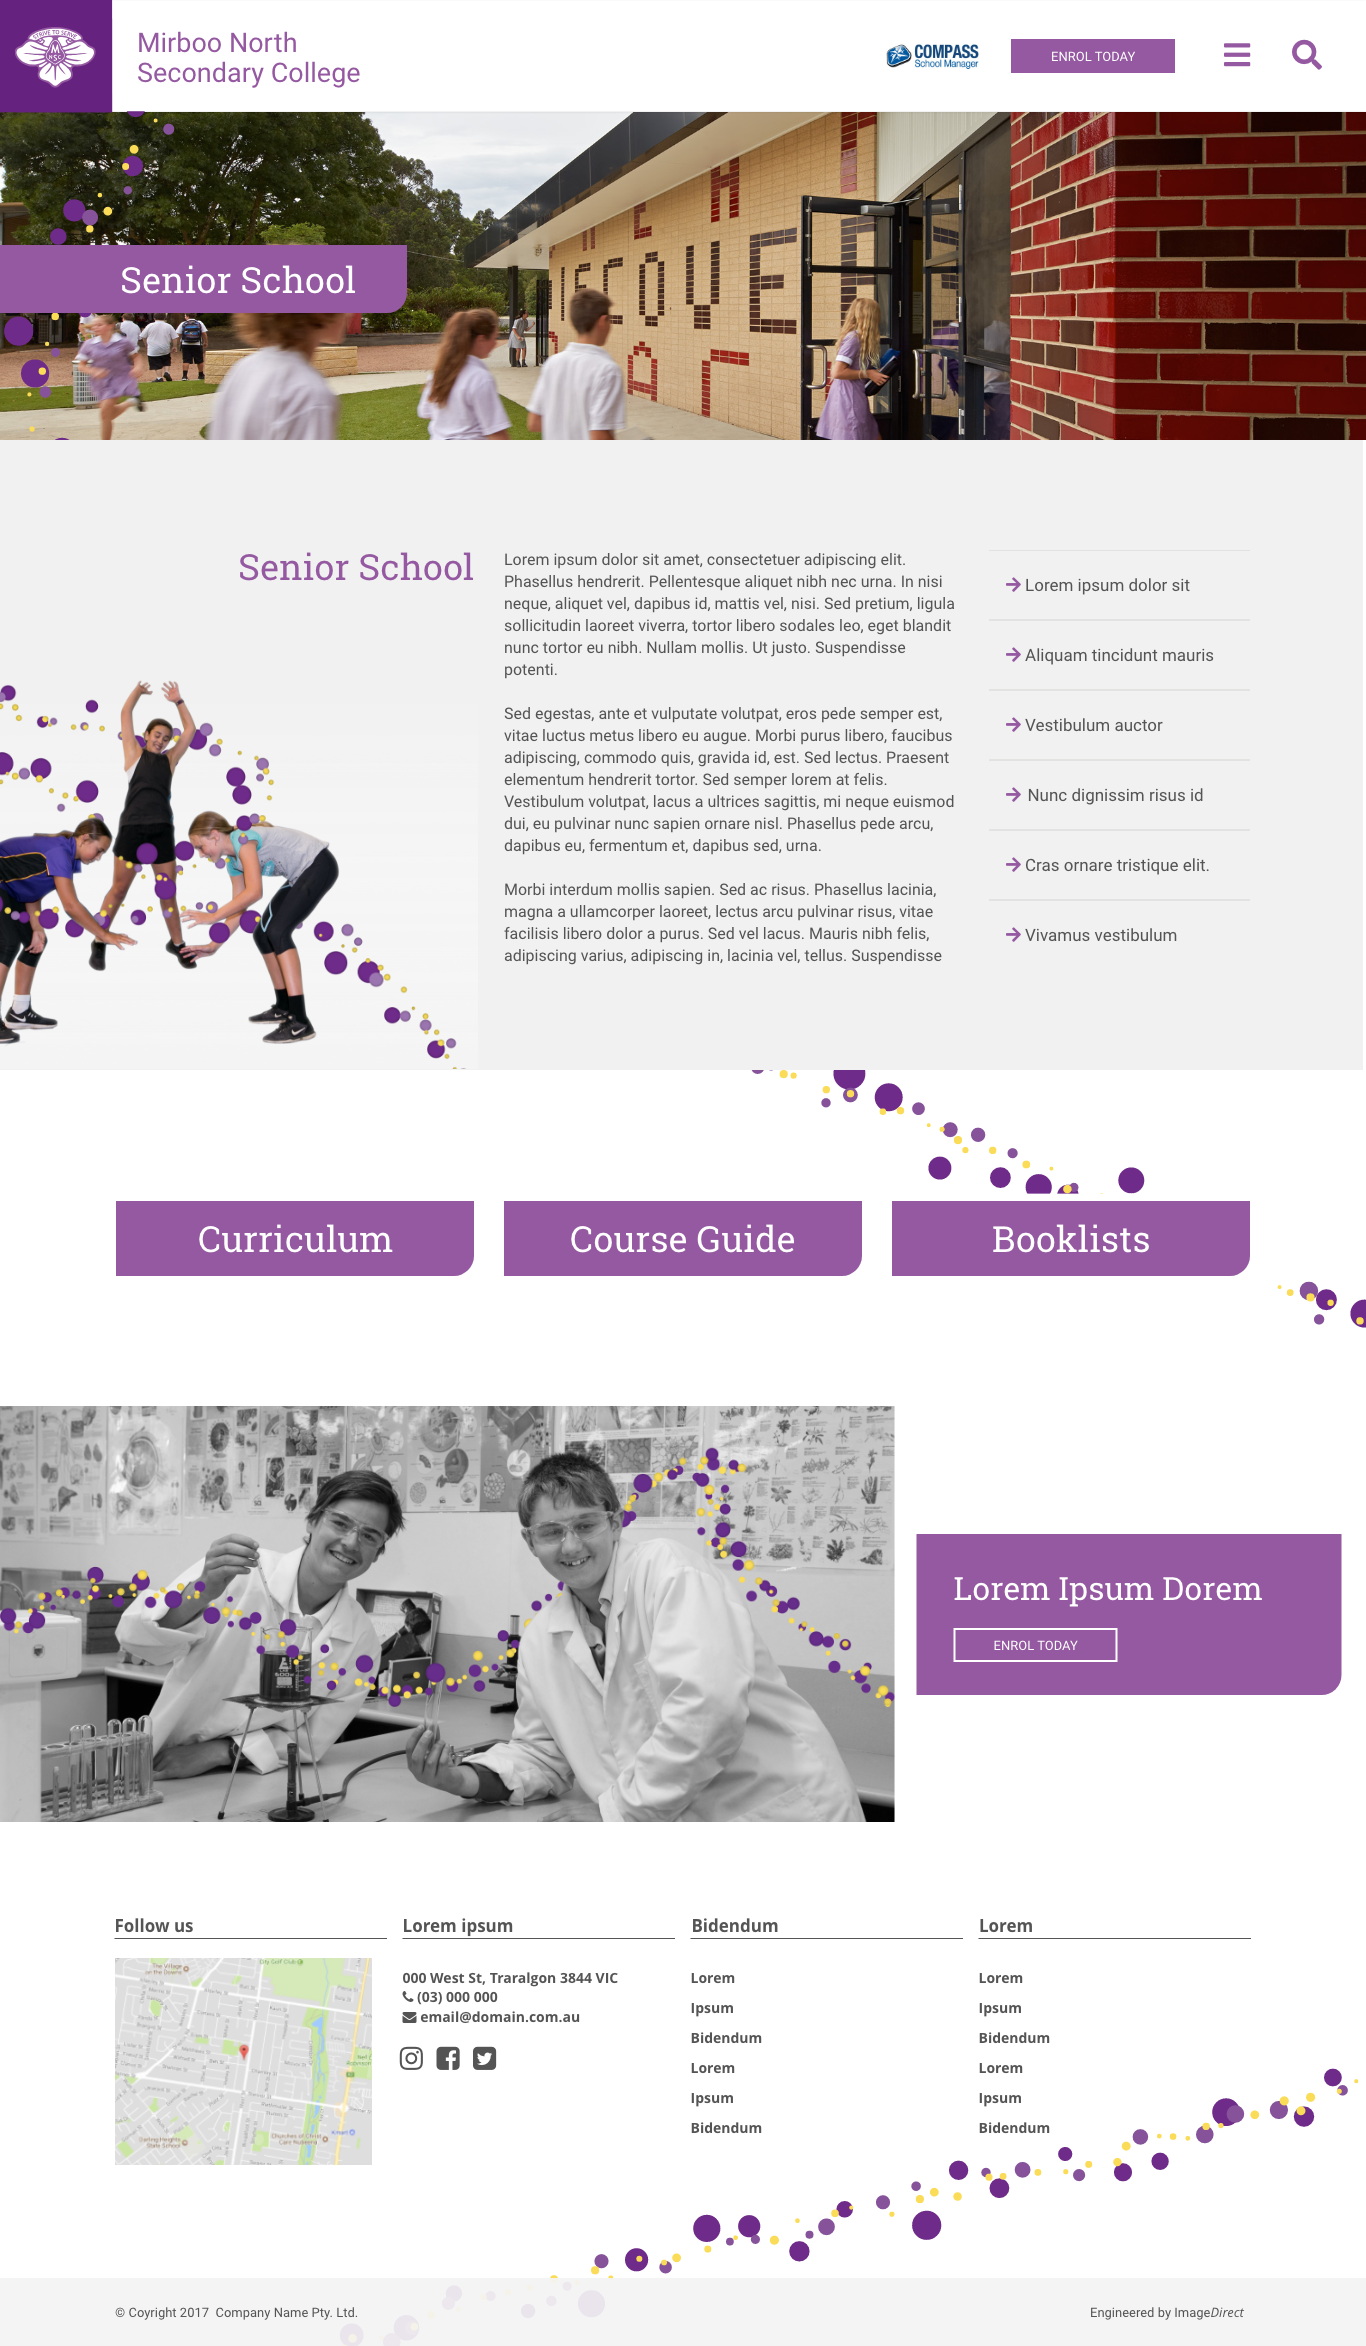 STRIVE TO SERVE
M
HSC
Mirboo North
Secondary College
COMPASS
School Manager
ENROL TODAY
Senior School
Senior School
Lorem ipsum dolor sit amet, consectetuer adipiscing elit.
Phasellus hendrerit. Pellentesque aliquet nibh nec urna. In nisi
neque, aliquet vel, dapibus id, mattis vel, nisi. Sed pretium, ligula
sollicitudin laoreet viverra, tortor libero sodales leo, eget blandit
nunc tortor eu nibh. Nullam mollis. Ut justo. Suspendisse
potenti.
Sed egestas, ante et vulputate volutpat, eros pede semper est,
vitae luctus metus libero eu augue. Morbi purus libero, faucibus
adipiscing, commodo quis, gravida id, est. Sed lectus. Praesent
elementum hendrerit tortor. Sed semper lorem at felis.
Vestibulum volutpat, lacus a ultrices sagittis, mi neque euismod
dui, eu pulvinar nunc sapien ornare nisl. Phasellus pede arcu,
dapibus eu, fermentum et, dapibus sed, urna.
Morbi interdum mollis sapien. Sed ac risus. Phasellus lacinia,
magna a ullamcorper laoreet, lectus arcu pulvinar risus, vitae
facilisis libero dolor a purus. Sed vel lacus. Mauris nibh felis,
adipiscing varius, adipiscing in, lacinia vel, tellus. Suspendisse
Lorem ipsum dolor sit
Aliquam tincidunt mauris
Vestibulum auctor
Nunc dignissim risus id
Cras ornare tristique elit.
Vivamus vestibulum
Curriculum
Course Guide
Booklists
Lorem Ipsum Dorem
ENROL TODAY
Follow us
Lorem ipsum
000 West St, Traralgon 3844 VIC
(03) 000 000
email@domain.com.au
Bidendum
Lorem
Ipsum
Bidendum
Lorem
Ipsum
Bidendum
Lorem
Lorem
Ipsum
Bidendum
Lorem
Ipsum
Bidendum
© Coyright 2017  Company Name Pty. Ltd.
Engineered by ImageDirect